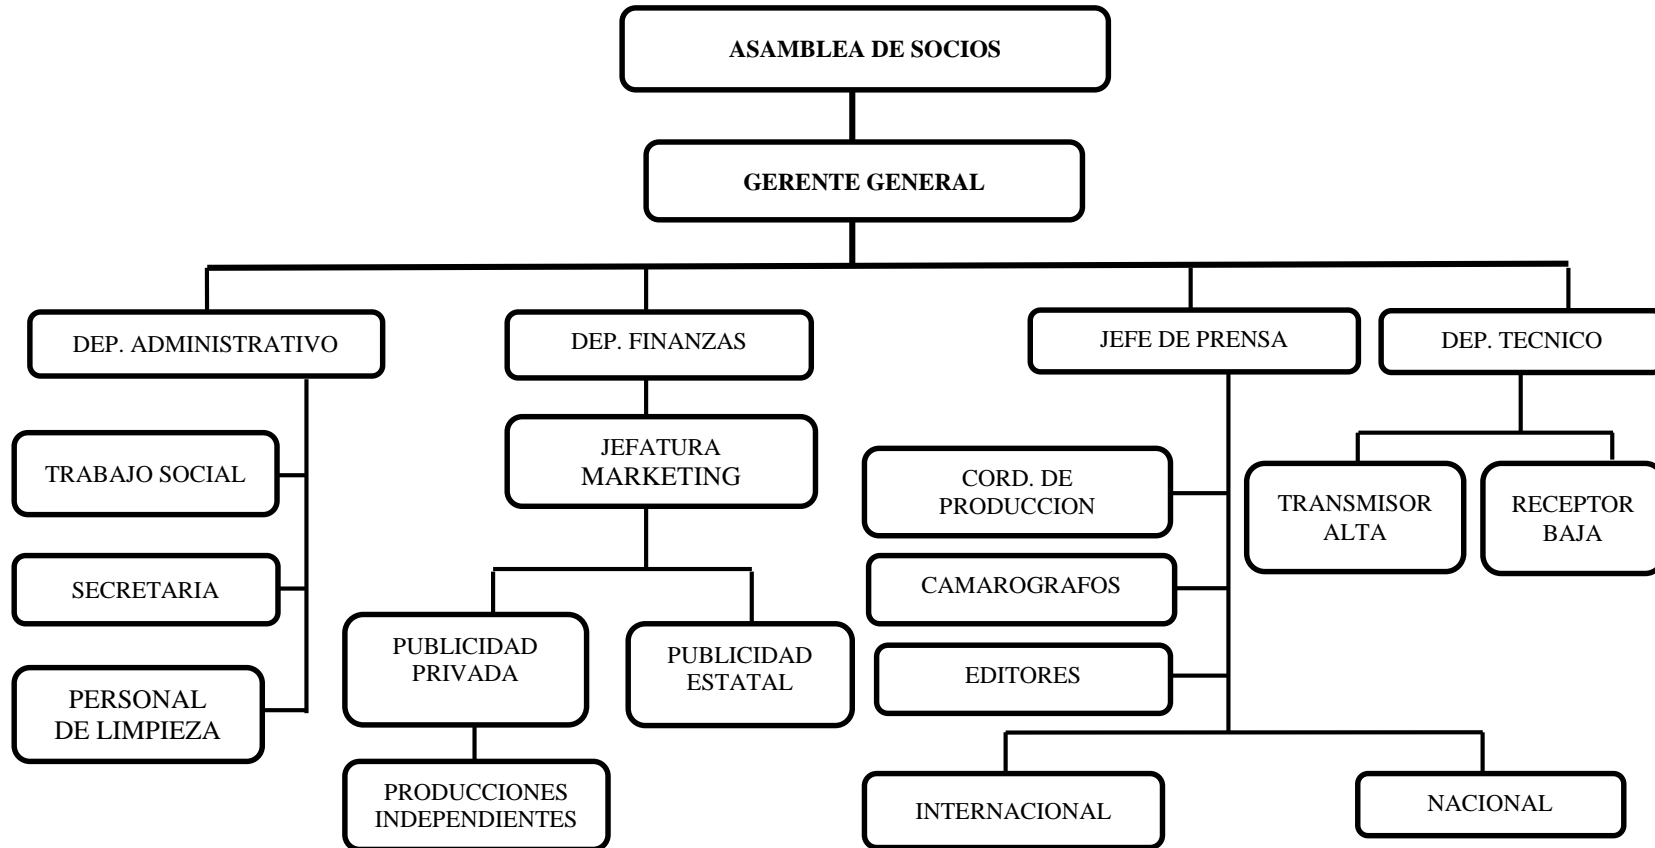 ASAMBLEA DE SOCIOS
GERENTE GENERAL
DEP. ADMINISTRATIVO
DEP. FINANZAS
JEFE DE PRENSA
DEP. TECNICO
TRABAJO SOCIAL
SECRETARIA
PERSONAL
DE LIMPIEZA
JEFATURA
MARKETING
PUBLICIDAD
PRIVADA
PUBLICIDAD
ESTATAL
PRODUCCIONES
INDEPENDIENTES
CORD. DE
PRODUCCION
CAMAROGRAFOS
EDITORES
INTERNACIONAL
NACIONAL
TRANSMISOR
ALTA
RECEPTOR
BAJA